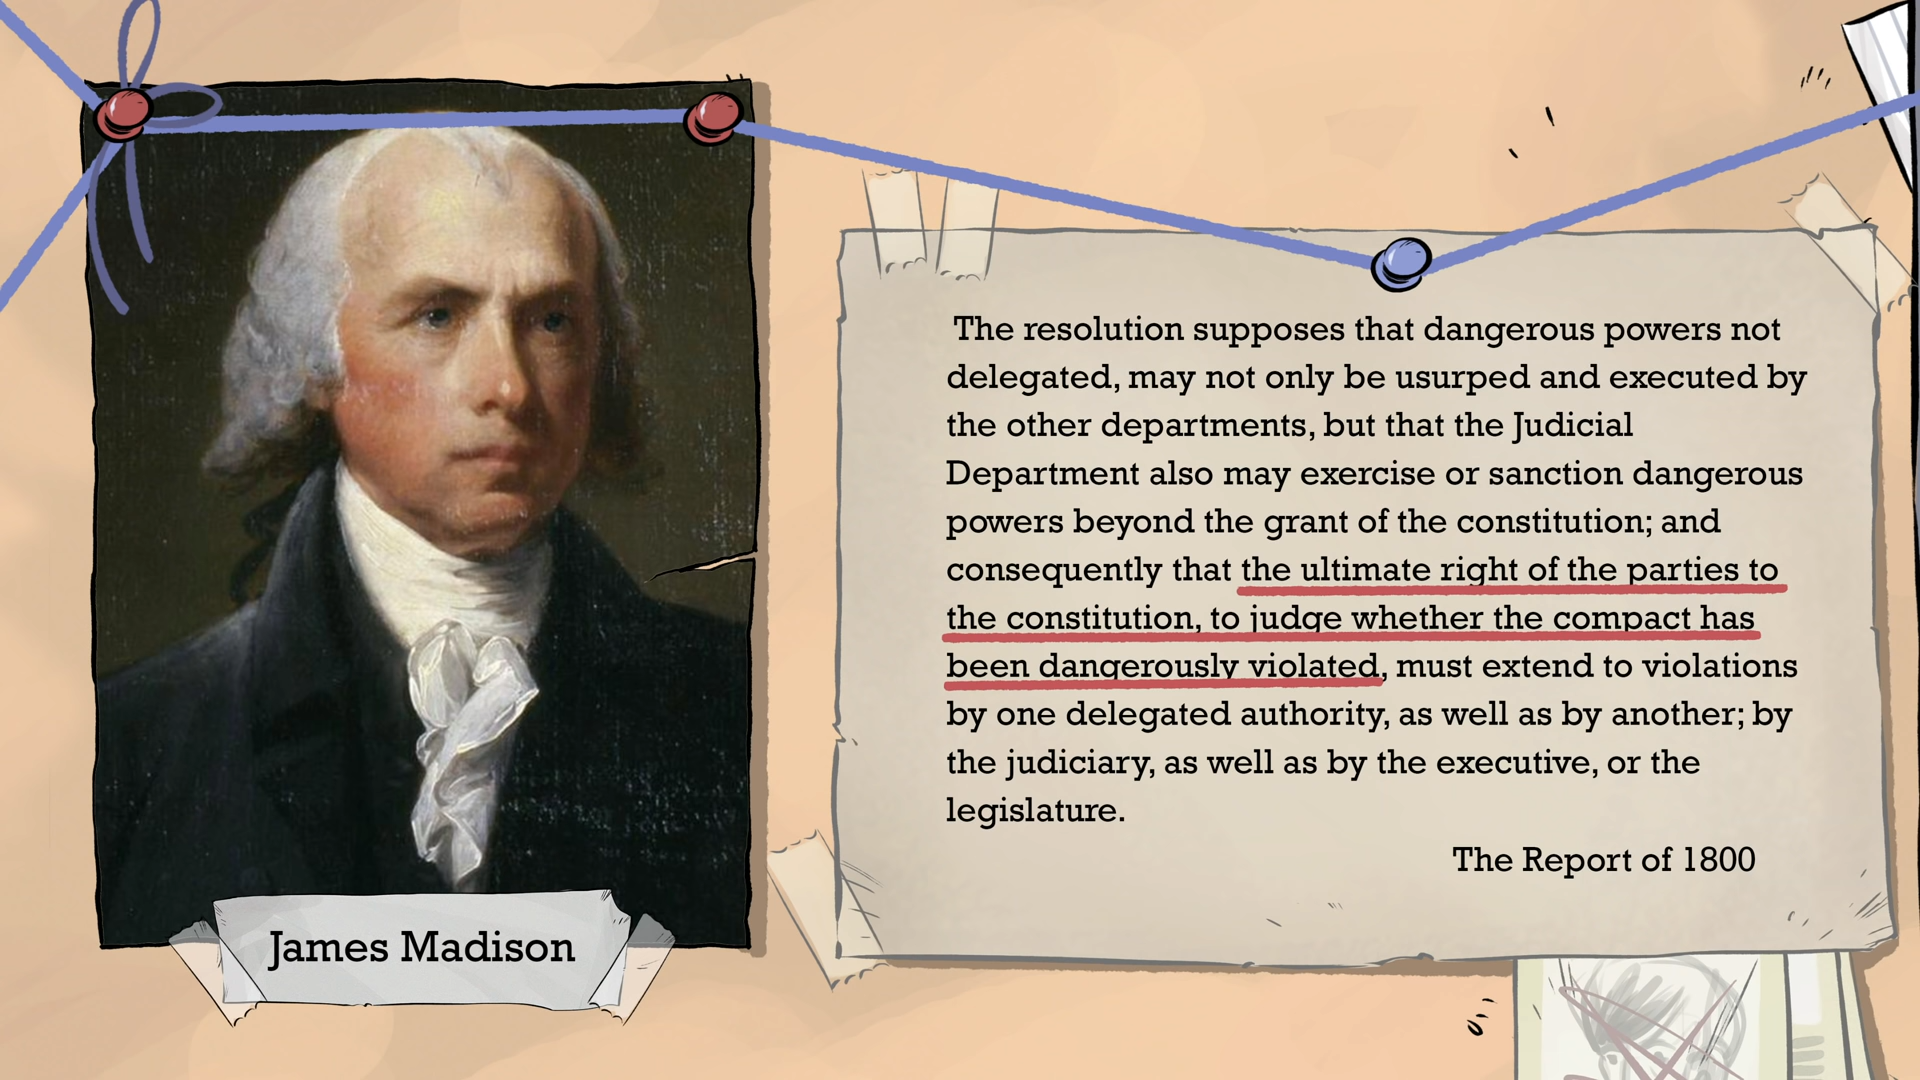 The resolution supposes that dangerous powers not
delegated, may not only be usurped and executed by
the other departments, but that the Judicial
Department also may exercise or sanction dangerous
powers beyond the grant of the constitution; and
consequently that the ultimate right of the parties to
the constitution, to judge whether the compact has
been dangerously violated, must extend to violations
by one delegated authority, as well as by another; by
the judiciary, as well as by the executive, or the
legislature.
The Report of 1800
James Madison